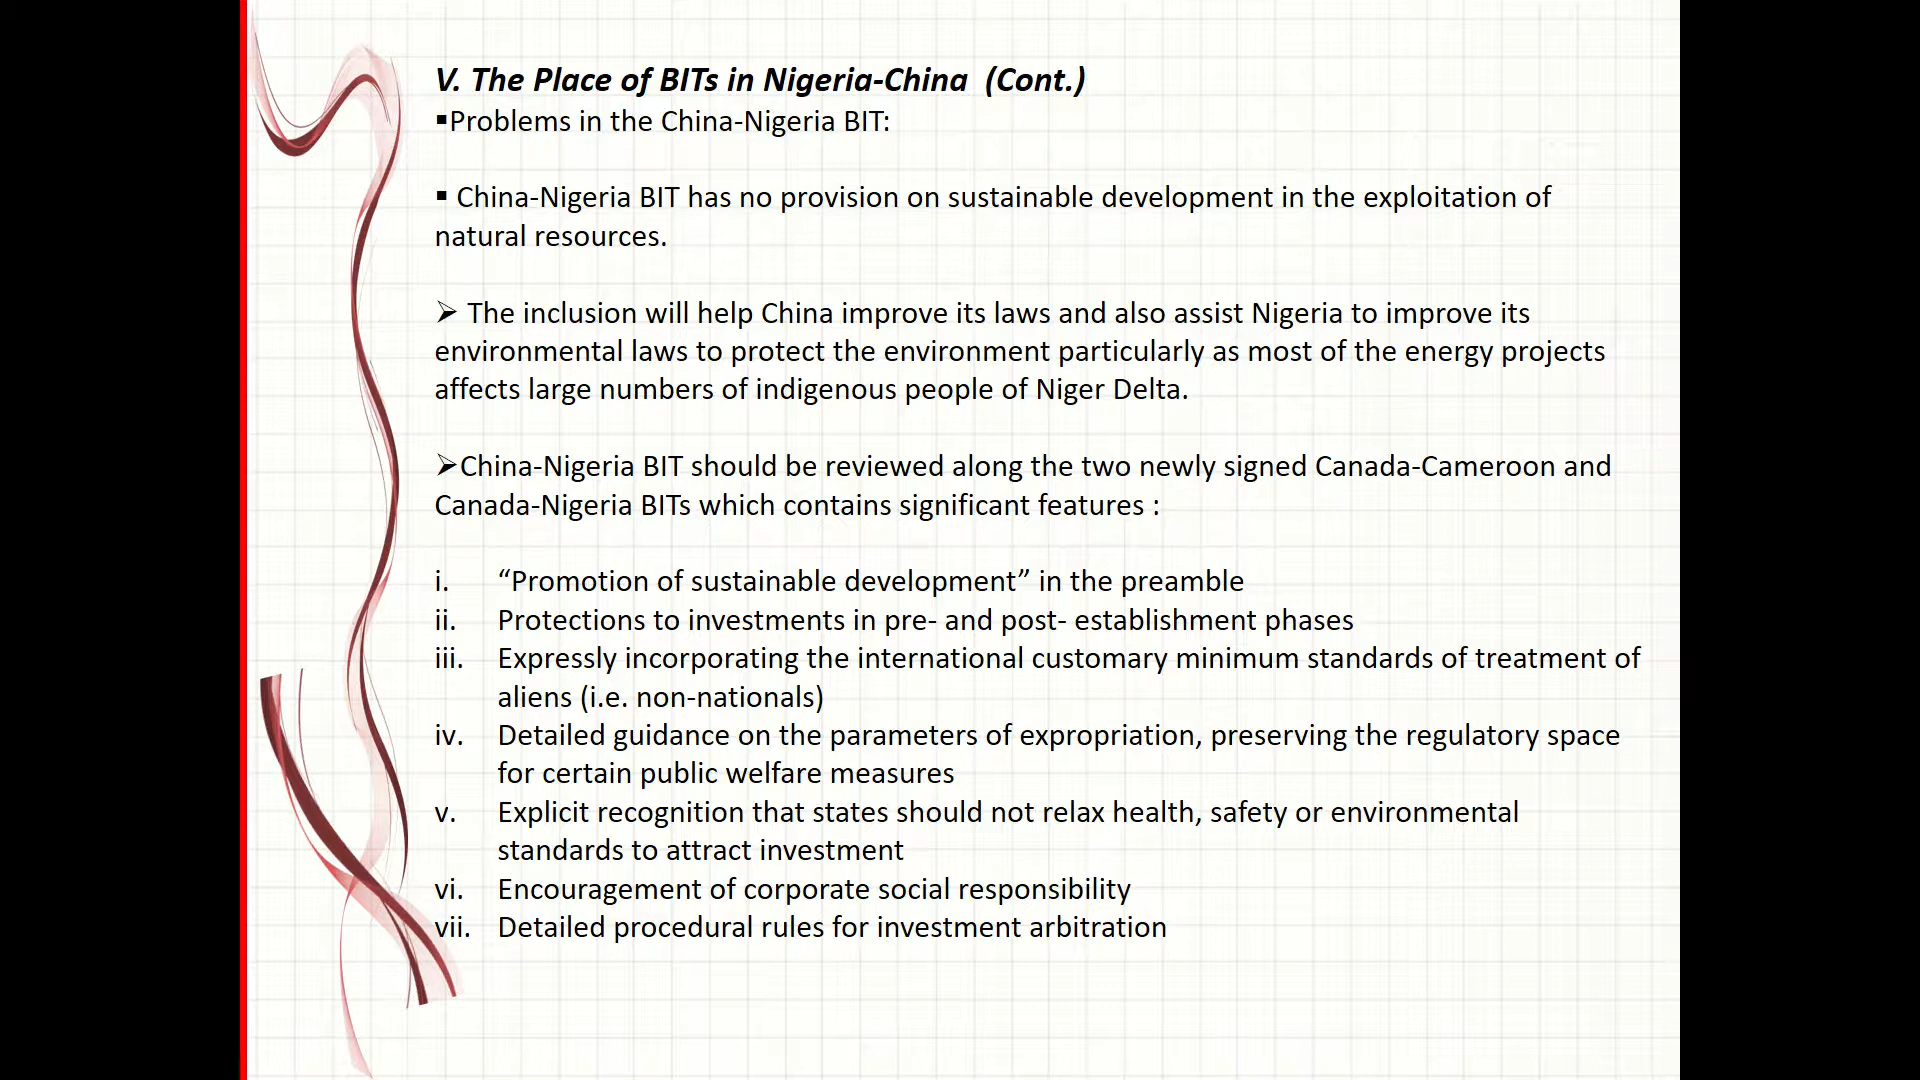 V. The Place of BITs in Nigeria-China (Cont.)
▪Problems in the China-Nigeria BIT:
▪ China-Nigeria BIT has no provision on sustainable development in the exploitation of
natural resources.
➢ The inclusion will help China improve its laws and also assist Nigeria to improve its
environmental laws to protect the environment particularly as most of the energy projects
affects large numbers of indigenous people of Niger Delta.
➢China-Nigeria BIT should be reviewed along the two newly signed Canada-Cameroon and
Canada-Nigeria BITs which contains significant features :
i. “Promotion of sustainable development” in the preamble
ii. Protections to investments in pre- and post- establishment phases
iii. Expressly incorporating the international customary minimum standards of treatment of
aliens (i.e. non-nationals)
iv. Detailed guidance on the parameters of expropriation, preserving the regulatory space
for certain public welfare measures
v. Explicit recognition that states should not relax health, safety or environmental
standards to attract investment
vi. Encouragement of corporate social responsibility
vii. Detailed procedural rules for investment arbitration